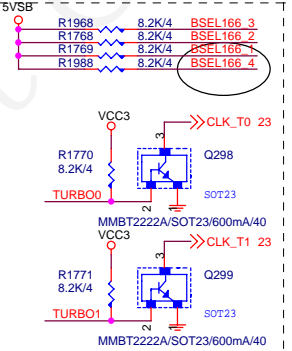 5VSB
R1968 8.2K/4 BSEL166_3
R1768 8.2K/4 BSEL166_2
R1769 8.2K/4 BSEL166_1
R1988 8.2K/4 BSEL166_4
VCC3
CLK_T0 23
3
R1770
8.2K/4
Q298
1
TURBO0
2
SOT23
MMBT2222A/SOT23/600mA/40
VCC3
CLK_T1 23
3
R1771
8.2K/4
Q299
1
TURBO1
2
SOT23
MMBT2222A/SOT23/600mA/40